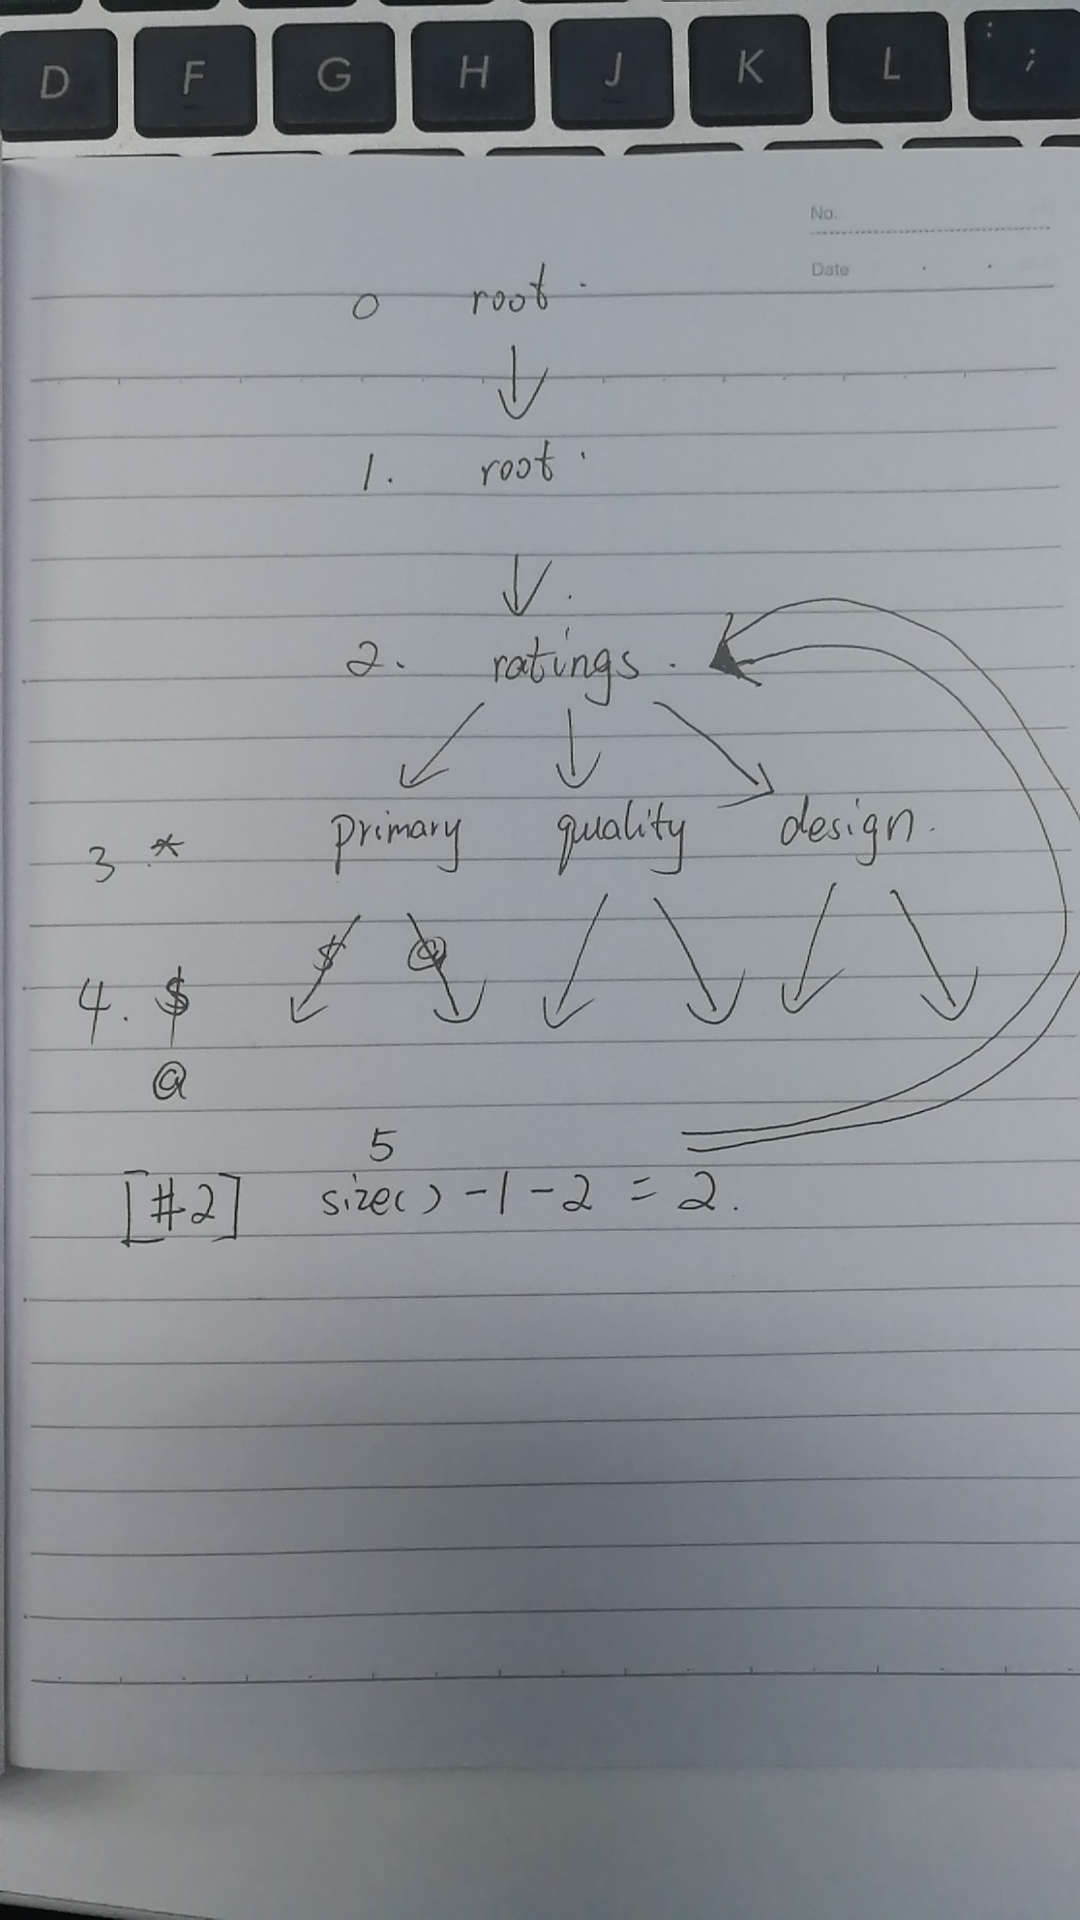 D F G H J K L : ;
No.
Date . .
0 root.
1. root.
2. ratings.
3 * primary quality design.
$ @
4. $
@
5
[#2] size() -1-2 = 2.